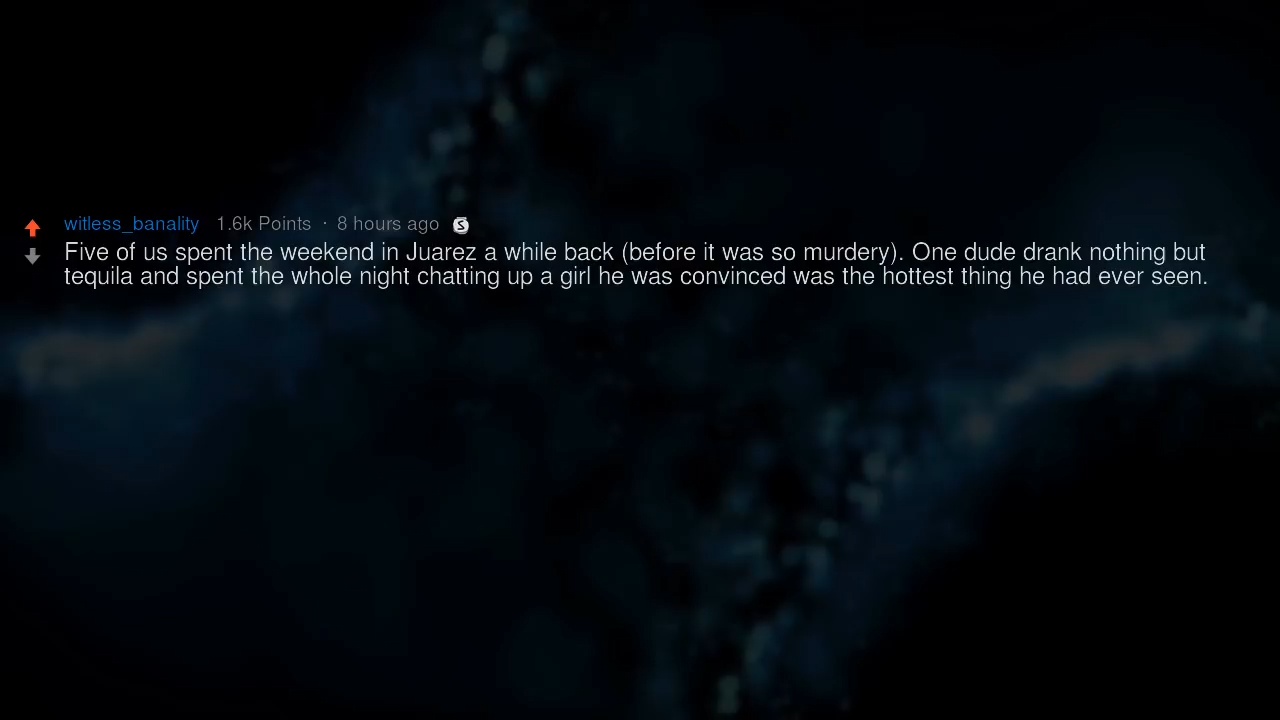 witless_banality 1.6k Points · 8 hours ago S
Five of us spent the weekend in Juarez a while back (before it was so murdery). One dude drank nothing but
tequila and spent the whole night chatting up a girl he was convinced was the hottest thing he had ever seen.